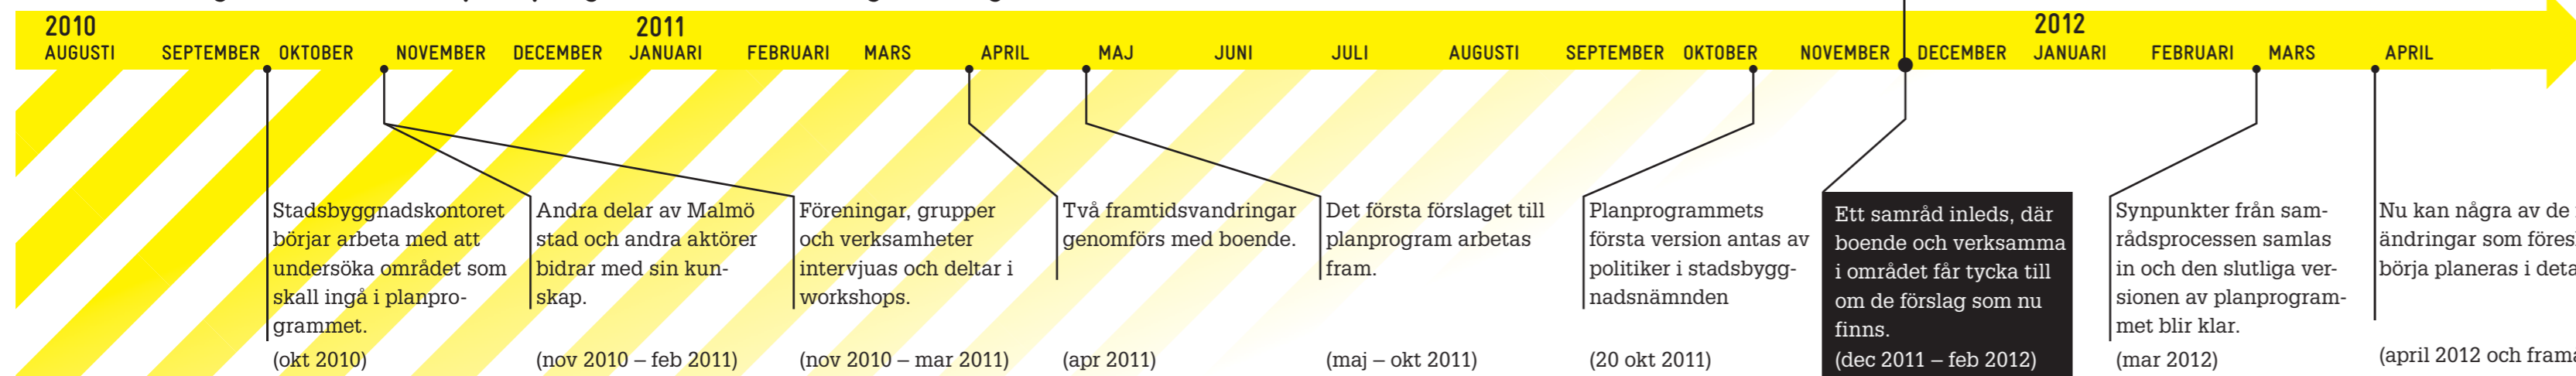 2010
2011
2012
AUGUSTI SEPTEMBER OKTOBER NOVEMBER DECEMBER JANUARI FEBRUARI MARS APRIL MAJ JUNI JULI AUGUSTI SEPTEMBER OKTOBER NOVEMBER DECEMBER JANUARI FEBRUARI MARS APRIL
Stadsbyggnadskontoret
börjar arbeta med att
undersöka området som
skall ingå i planpro-
grammet.
(okt 2010)
Andra delar av Malmö
stad och andra aktörer
bidrar med sin kun-
skap.
(nov 2010 – feb 2011)
Föreningar, grupper
och verksamheter
intervjuas och deltar i
workshops.
(nov 2010 – mar 2011)
Två framtidsvandringar
genomförs med boende.
(apr 2011)
Det första förslaget till
planprogram arbetas
fram.
(maj – okt 2011)
Planprogrammets
första version antas av
politiker i stadsbygg-
nadsnämnden
(20 okt 2011)
Ett samråd inleds, där
boende och verksamma
i området får tycka till
om de förslag som nu
finns.
(dec 2011 – feb 2012)
Synpunkter från sam-
rådsprocessen samlas
in och den slutliga ver-
sionen av planprogram-
met blir klar.
(mar 2012)
Nu kan några av de
ändringar som
börja planeras i
(april 2012 och